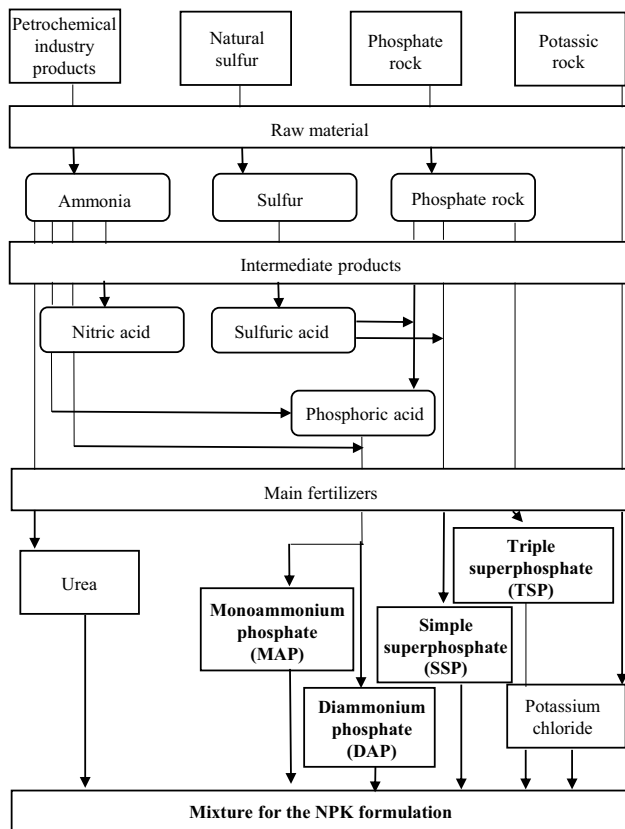 Petrochemical
industry
products
Natural
sulfur
Phosphate
rock
Potassic
rock
Raw material
Ammonia
Sulfur
Phosphate rock
Intermediate products
Nitric acid
Sulfuric acid
Phosphoric acid
Main fertilizers
Urea
Monoammonium
phosphate
(MAP)
Diammonium
phosphate
(DAP)
Simple
superphosphate
(SSP)
Triple
superphosphate
(TSP)
Potassium
chloride
Mixture for the NPK formulation